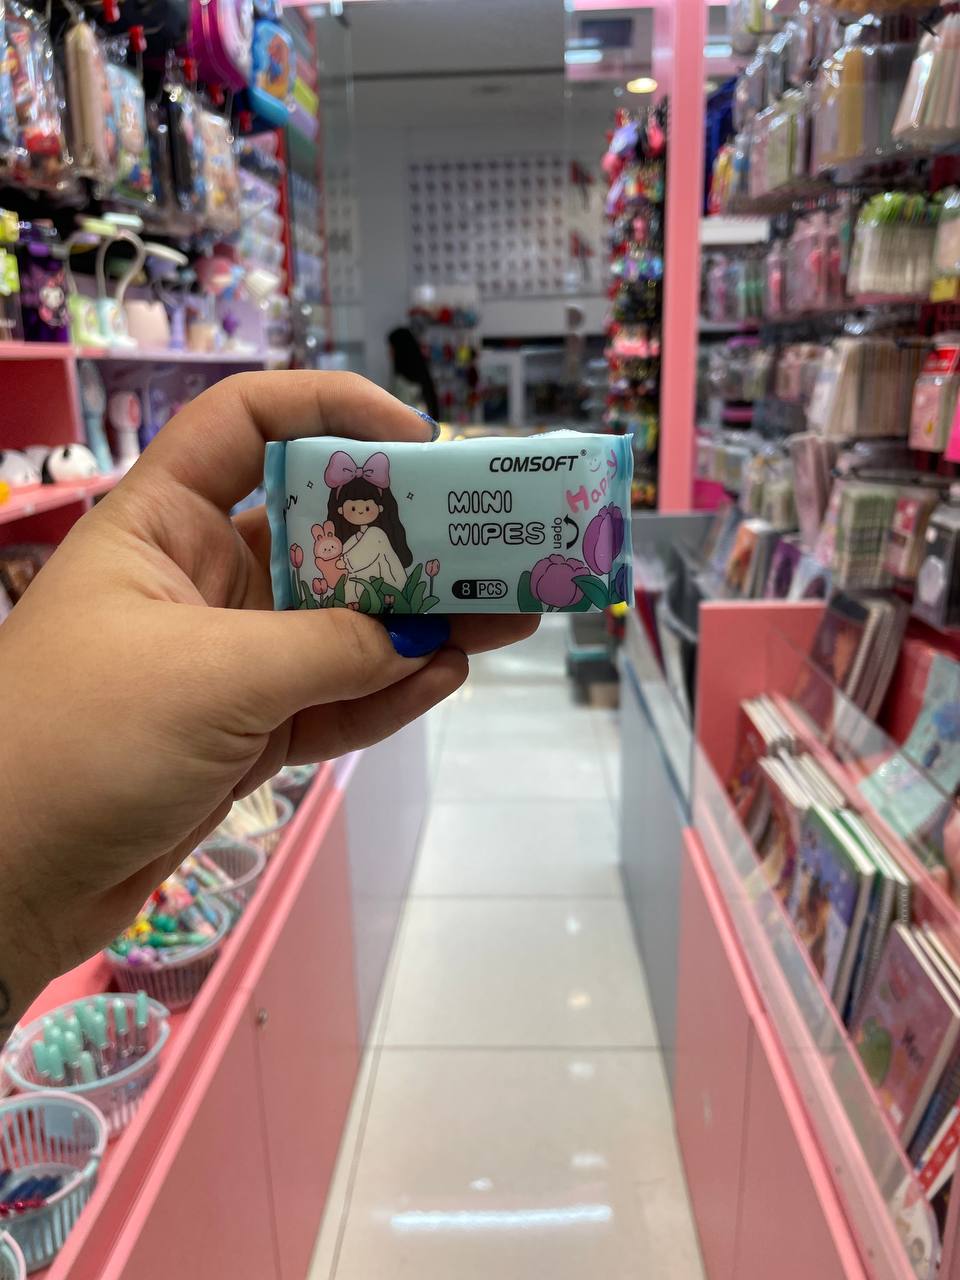 COMSOFT®
Happy
MINI
WIPES
open
8 PCS